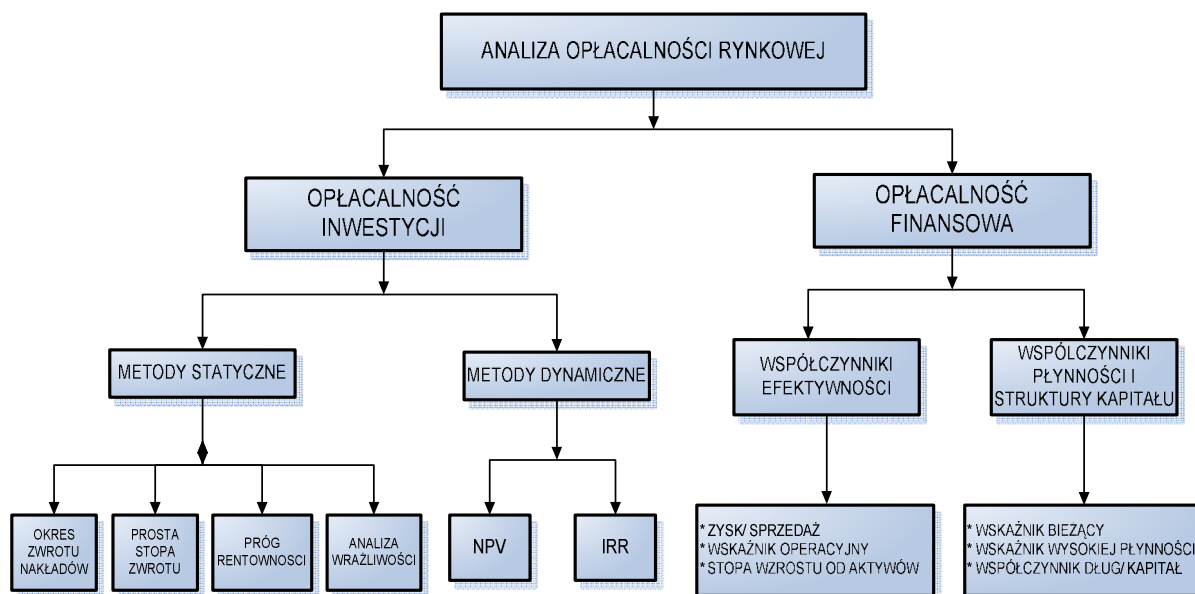 ANALIZA OPŁACALNOŚCI RYNKOWEJ
OPŁACALNOŚĆ
INWESTYCJI
OPŁACALNOŚĆ
FINANSOWA
METODY STATYCZNE
METODY DYNAMICZNE
WSPÓŁCZYNNIKI
EFEKTYWNOŚCI
WSPÓLCZYNNIKI
PŁYNNOŚCI I
STRUKTURY KAPITAŁU
OKRES
ZWROTU
NAKŁADÓW
PROSTA
STOPA
ZWROTU
PRÓG
RENTOWNOSCI
ANALIZA
WRAŻLIWOŚCI
NPV
IRR
* ZYSK/ SPRZEDAŻ
* WSKAŹNIK OPERACYJNY
* STOPA WZROSTU OD AKTYWÓW
* WSKAŹNIK BIEŻĄCY
* WSKAŹNIK WYSOKIEJ PŁYNNOŚCI
* WSPÓŁCZYNNIK DŁUG/ KAPITAŁ